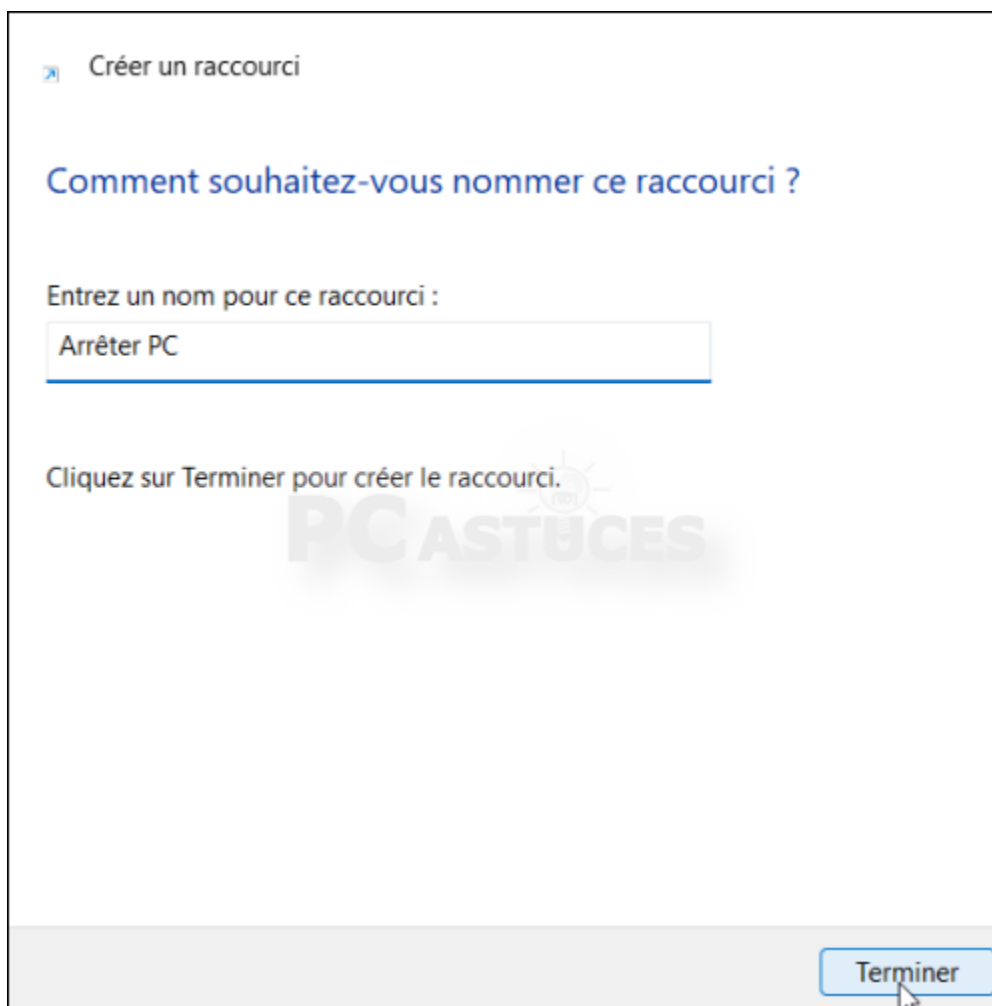 Créer un raccourci
Comment souhaitez-vous nommer ce raccourci ?
Entrez un nom pour ce raccourci :
Arrêter PC
Cliquez sur Terminer pour créer le raccourci.
PC ASTUCES
Terminer